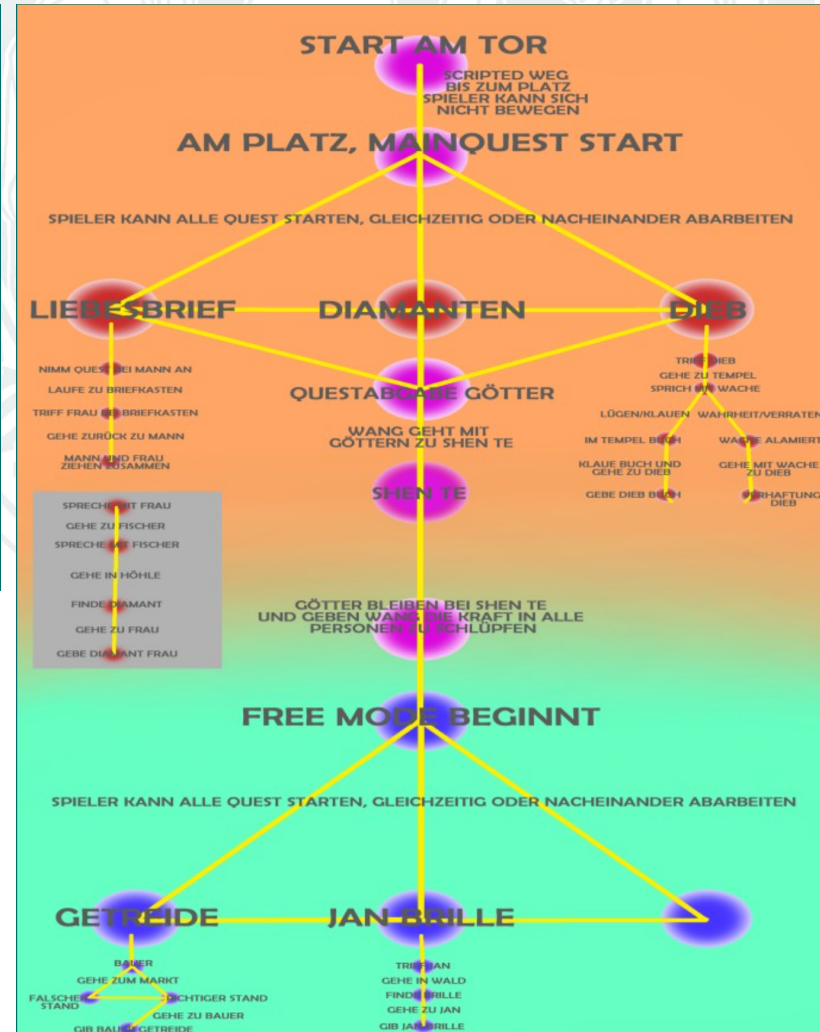 START AM TOR
SCRIPTED WEG
BIS ZUM PLATZ
SPIELER KANN SICH
NICHT BEWEGEN
AM PLATZ, MAINQUEST START
SPIELER KANN ALLE QUEST STARTEN, GLEICHZEITIG ODER NACHEINANDER ABARBEITEN
LIEBESBRIEF
DIAMANTEN
DIEB
NIMM QUEST BEI MANN AN
LAUFE ZU BRIEFKASTEN
TRIFF FRAU BEI BRIEFKASTEN
GEHE ZURÜCK ZU MANN
MANN UND FRAU
ZIEHEN ZUSAMMEN
QUESTABGABE GÖTTER
WANG GEHT MIT
GÖTTERN ZU SHEN TE
SHEN TE
TRIFF DIEB
GEHE ZU TEMPEL
SPRICH MIT WACHE
LÜGEN/KLAUEN
WAHRHEIT/VERRATEN
IM TEMPEL BUCH
WACHE ALAMIERT
KLAUE BUCH UND
GEHE ZU DIEB
GEHE MIT WACHE
ZU DIEB
GEBE DIEB BUCH
VERHAFTUNG
DIEB
SPRECHE MIT FRAU
GEHE ZU FISCHER
SPRECHE MIT FISCHER
GEHE IN HÖHLE
FINDE DIAMANT
GEHE ZU FRAU
GEBE DIAMANT FRAU
GÖTTER BLEIBEN BEI SHEN TE
UND GEBEN WANG DIE KRAFT IN ALLE
PERSONEN ZU SCHLÜPFEN
FREE MODE BEGINNT
SPIELER KANN ALLE QUEST STARTEN, GLEICHZEITIG ODER NACHEINANDER ABARBEITEN
GETREIDE
JAN BRILLE
BAUER
GEHE ZUM MARKT
FALSCHER
STAND
RICHTIGER STAND
GEHE ZU BAUER
GIB BAUER GETREIDE
TRIFF JAN
GEHE IN WALD
FINDE BRILLE
GEHE ZU JAN
GIB JAN BRILLE